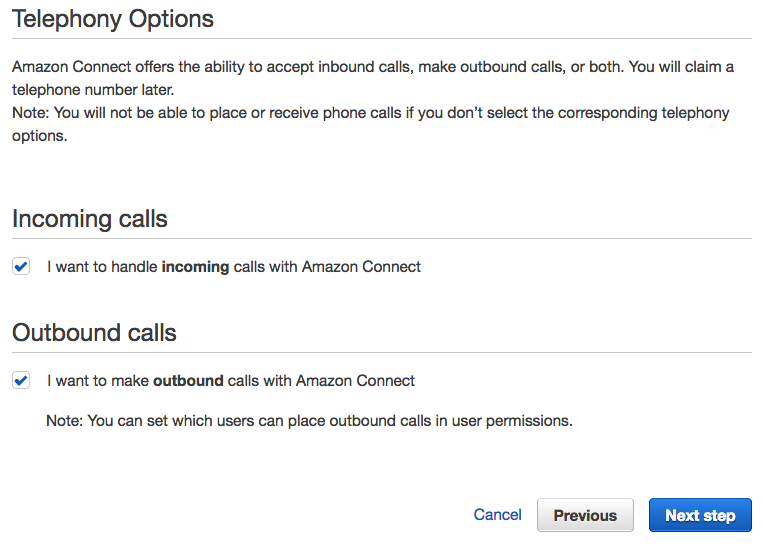 Telephony Options
Amazon Connect offers the ability to accept inbound calls, make outbound calls, or both. You will claim a
telephone number later.
Note: You will not be able to place or receive phone calls if you don’t select the corresponding telephony
options.
Incoming calls
I want to handle incoming calls with Amazon Connect
Outbound calls
I want to make outbound calls with Amazon Connect
Note: You can set which users can place outbound calls in user permissions.
Cancel Previous Next step